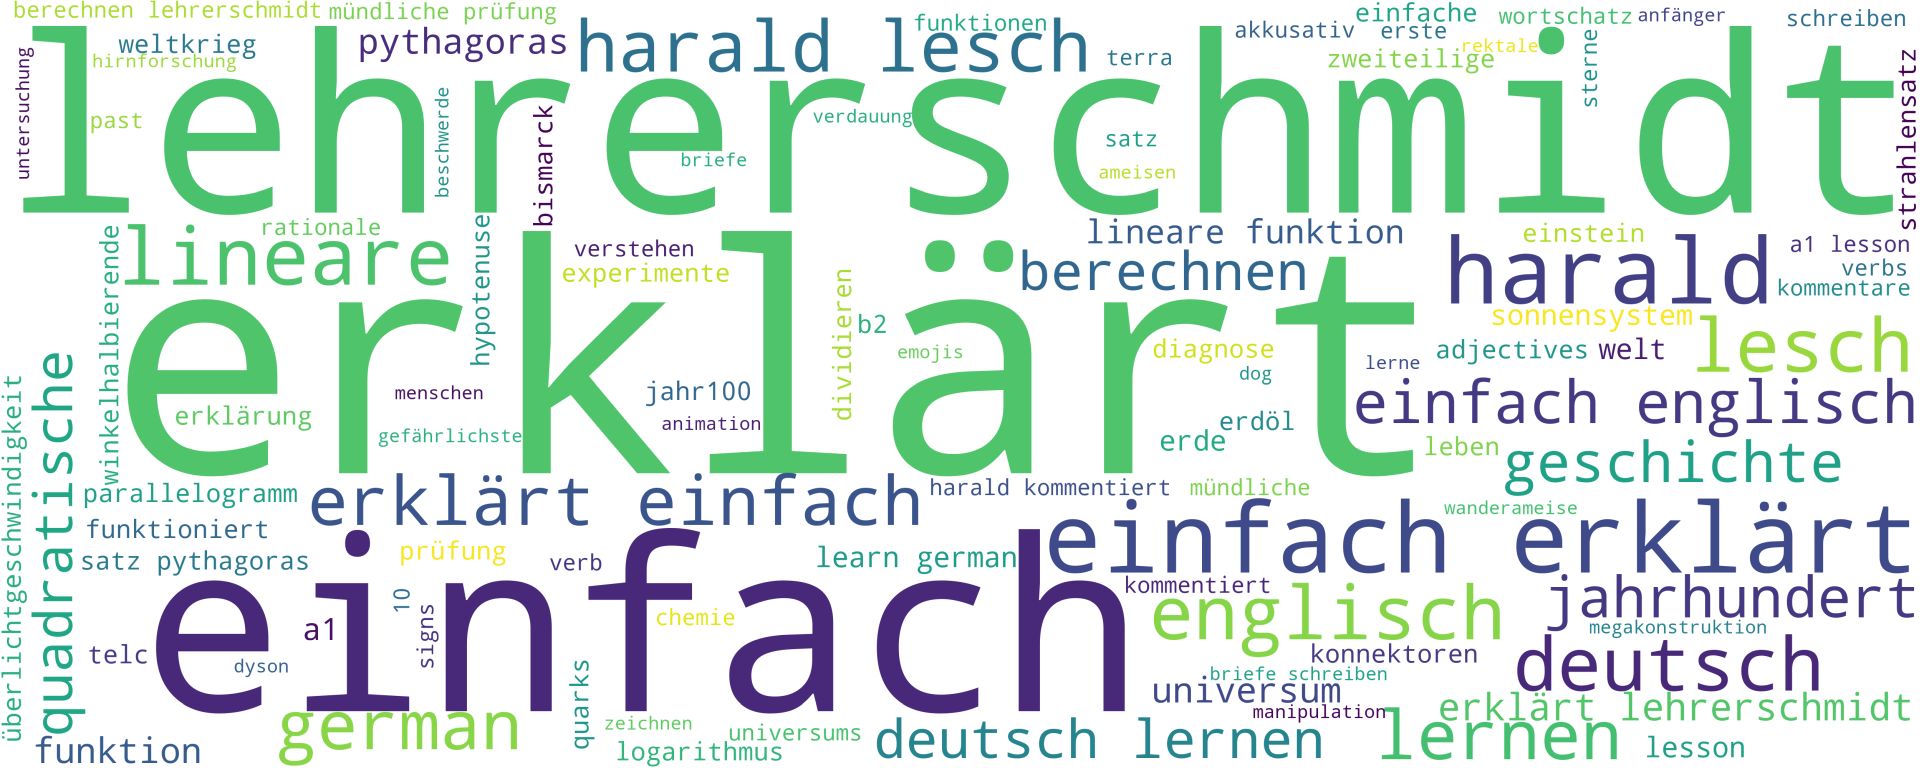 berechnen lehrerschmidt
mündliche prüfung
funktionen
einfache
wortschatz
anfänger
schreiben
weltkrieg
pythagoras
harald lesch
akkusativ
erste
rektale
hirnforschung
terra
zweiteilige
sterne
untersuchung
lehrerschmidt
strahlensatz
past
beschwerde
bismarck
verdauung
satz
briefe
ameisen
rationale
lineare
hypotenuse
verstehen
experimente
lineare funktion
berechnen
einstein
harald
a1 lesson
verbs
kommentare
winkelhalbierende
erklärt
dividieren
b2
emojis
sonnensystem
diagnose
adjectives
welt
lesch
dog
lerne
menschen
jahr100
animation
erklärung
gefährlichste
einfach englisch
erdöl
erde
leben
geschichte
überlichtgeschwindigkeit
quadratische
parallelogramm
erklärt einfach
harald kommentiert
mündliche
wanderameise
funktioniert
satz pythagoras
prüfung
verb
learn german
einfach erklärt
einfach
kommentiert
englisch
jahrhundert
10
a1
signs
chemie
megakonstruktion
telc
dyson
konnektoren
deutsch
briefe schreiben
universum
manipulation
quarks
german
zeichnen
universums
erklärt lehrerschmidt
funktion
logarithmus
deutsch lernen
lernen
lesson